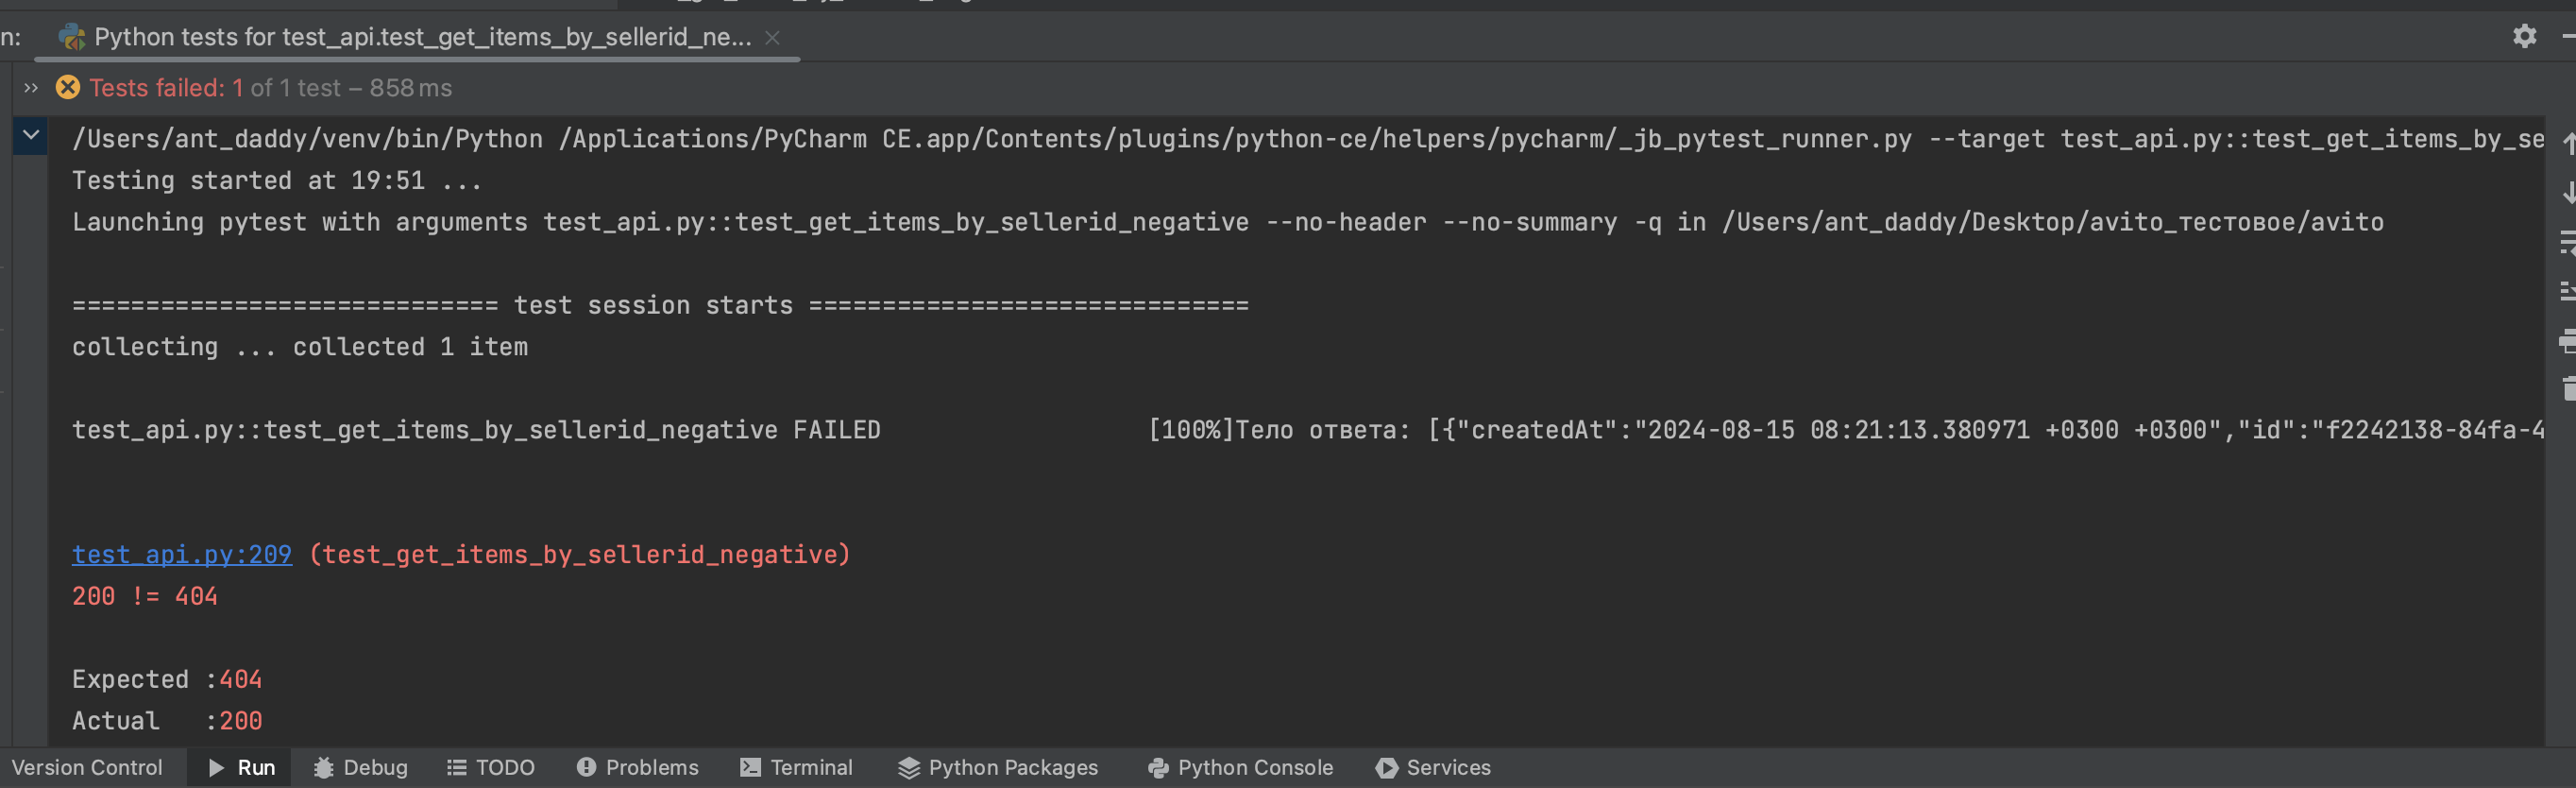 n: Python tests for test_api.test_get_items_by_sellerid_ne...
Tests failed: 1 of 1 test – 858 ms
/Users/ant_daddy/venv/bin/Python /Applications/PyCharm CE.app/Contents/plugins/python-ce/helpers/pycharm/_jb_pytest_runner.py --target test_api.py::test_get_items_by_se
Testing started at 19:51 ...
Launching pytest with arguments test_api.py::test_get_items_by_sellerid_negative --no-header --no-summary -q in /Users/ant_daddy/Desktop/avito_тестовое/avito
============================= test session starts ==============================
collecting ... collected 1 item
test_api.py::test_get_items_by_sellerid_negative FAILED [100%]Тело ответа: [{"createdAt":"2024-08-15 08:21:13.380971 +0300 +0300","id":"f2242138-84fa-4
test_api.py:209 (test_get_items_by_sellerid_negative)
200 != 404
Expected :404
Actual :200
Version Control Run Debug TODO Problems Terminal Python Packages Python Console Services